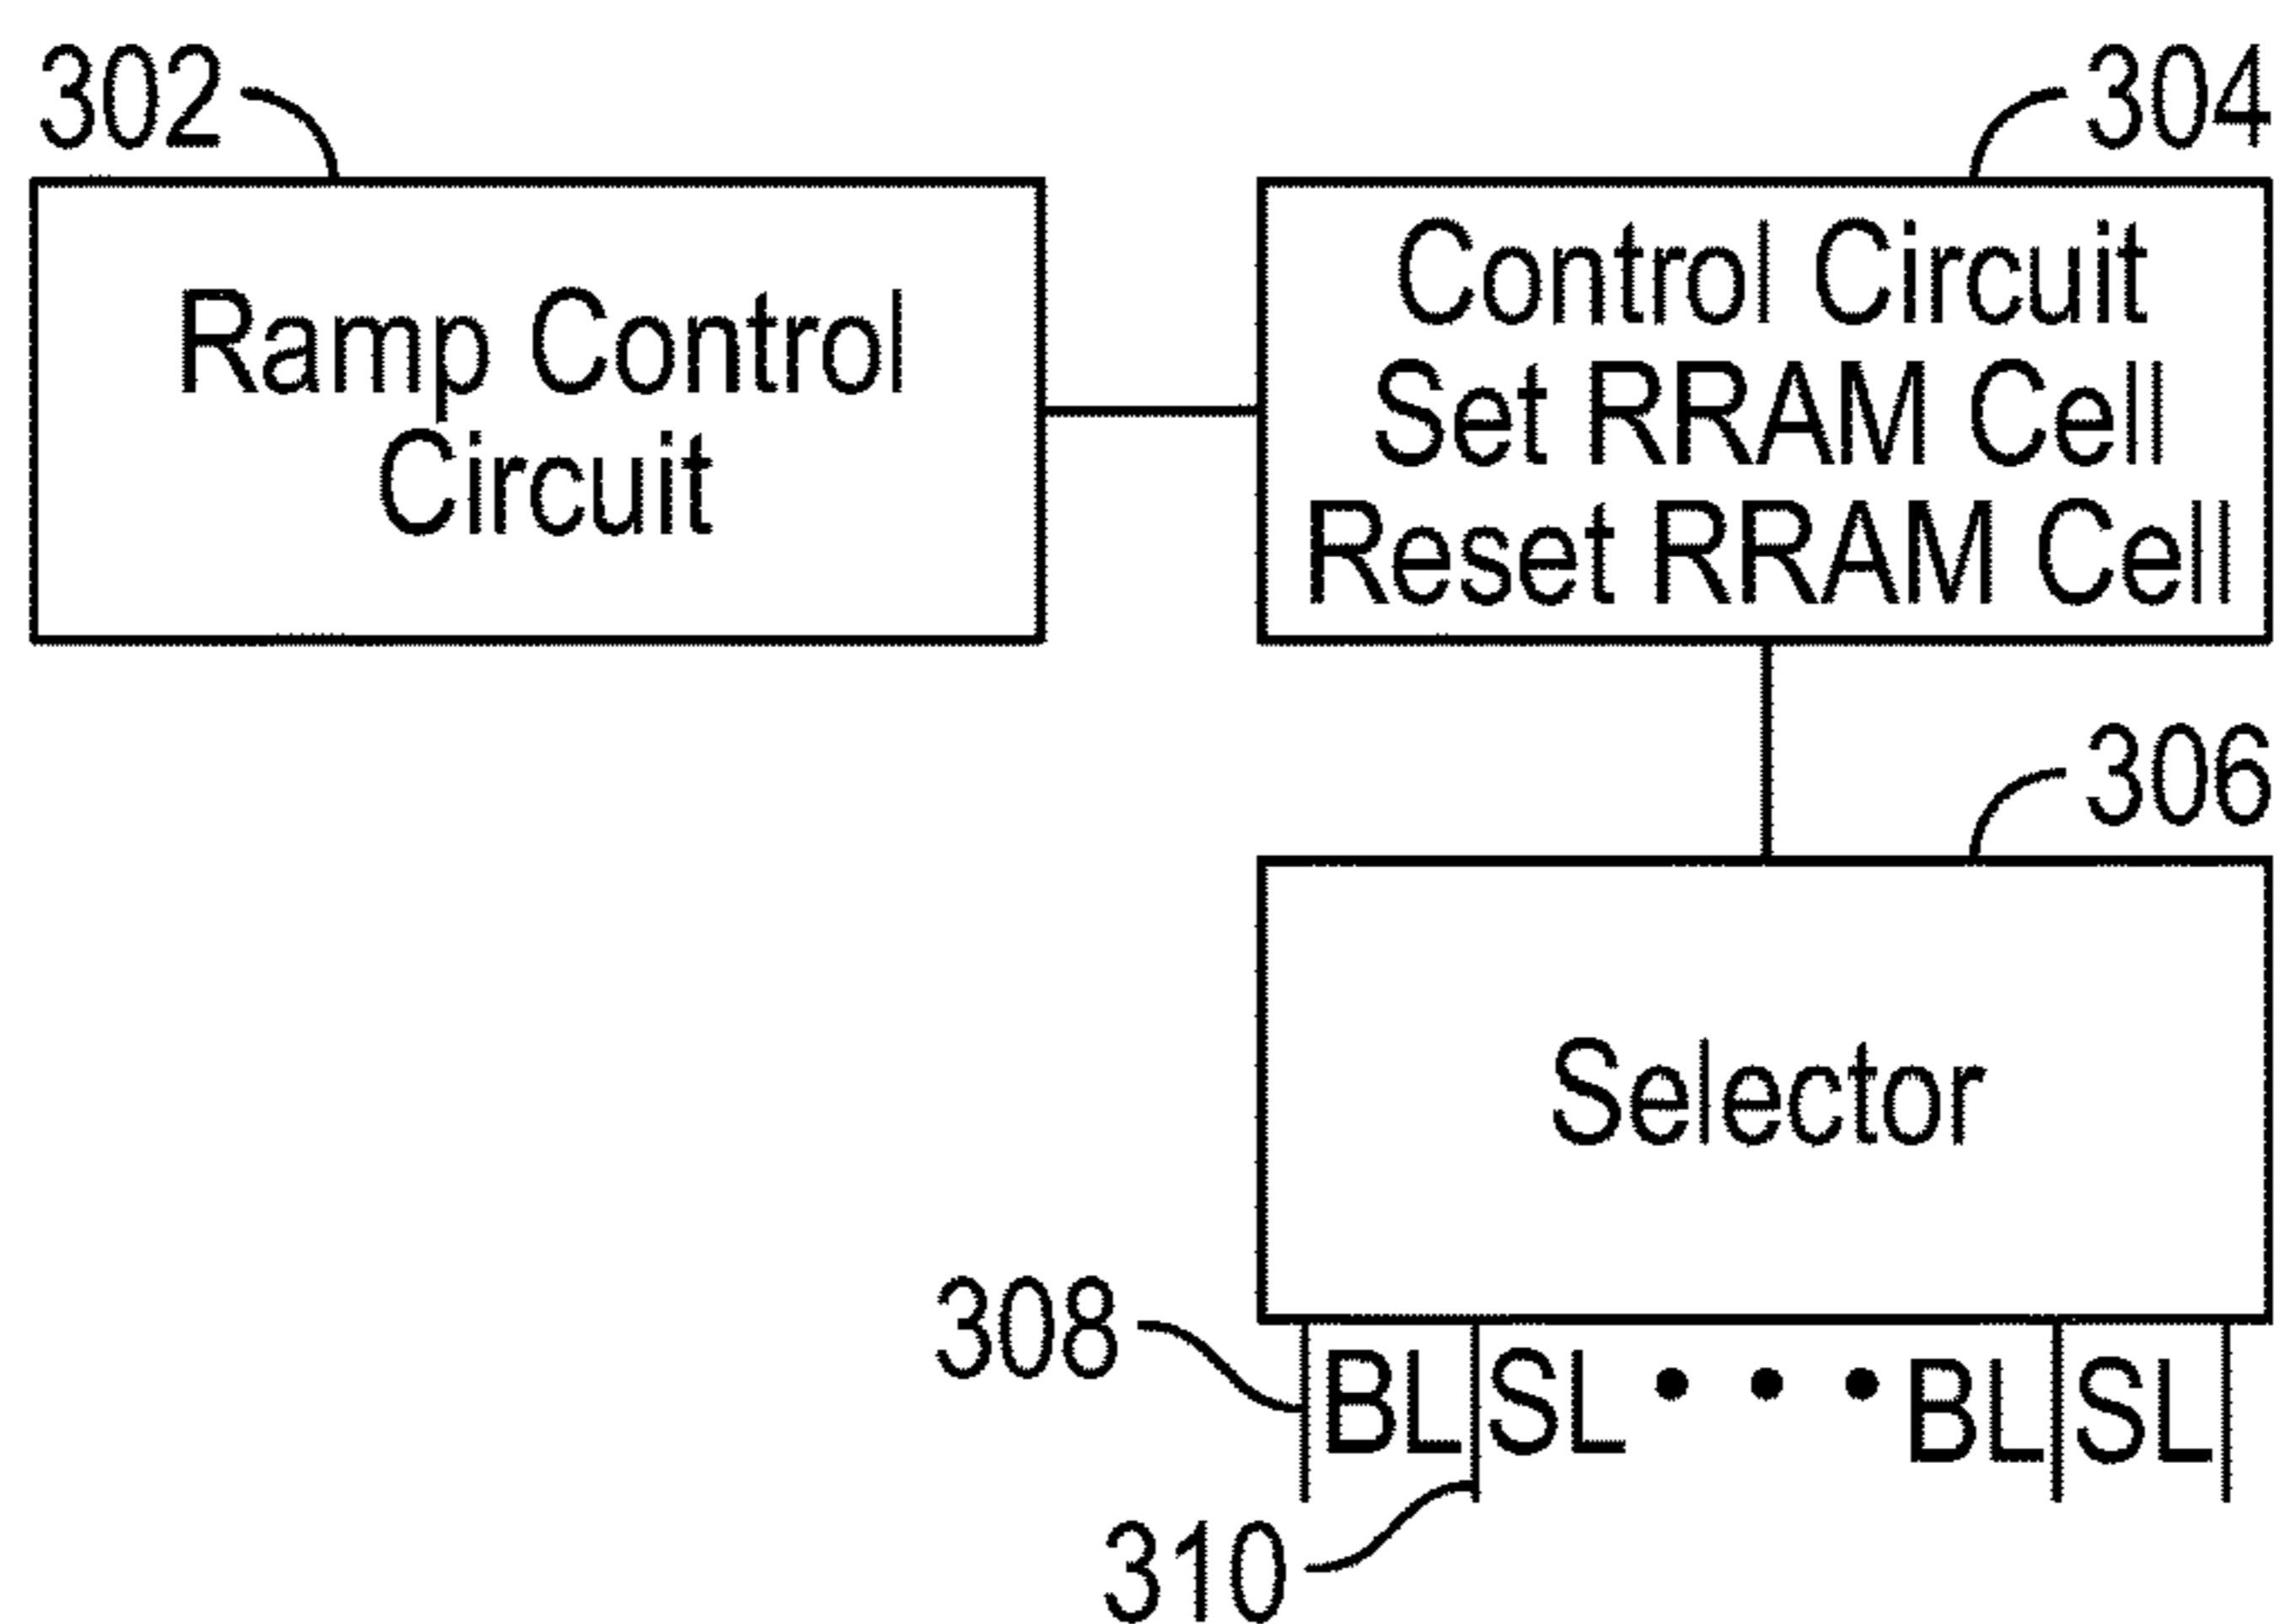 302
304
Ramp Control
Circuit
Control Circuit
Set RRAM Cell
Reset RRAM Cell
306
Selector
308
BL SL • • • BL SL
310